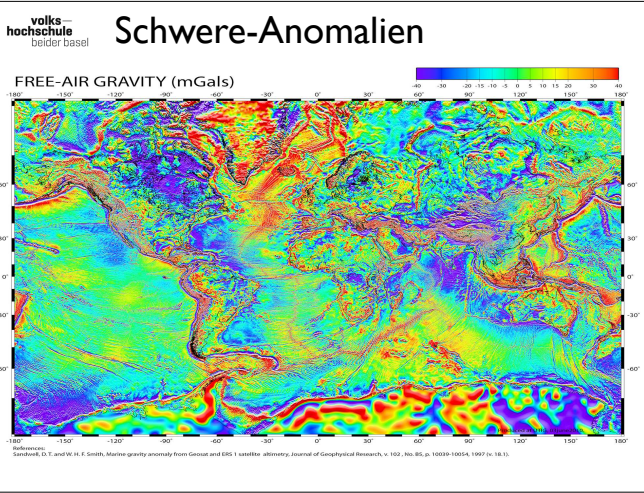 volks—
hochschule
beider basel
Schwere-Anomalien
FREE-AIR GRAVITY (mGals)
-40 -30 -20 -15 -10 -5 0 5 10 15 20 30 40
-180° -150° -120° -90° -60° -30° 0° 30° 60° 90° 120° 150° 180°
60° 60°
30° 30°
0° 0°
-30° -30°
-60° -60°
-180° -150° -120° -90° -60° -30° 0° 30° 60° 90° 120° 150° 180°
References:
Sandwell, D. T. and W. H. F. Smith, Marine gravity anomaly from Geosat and ERS 1 satellite altimetry, Journal of Geophysical Research, v. 102 , No. B5, p. 10039-10054, 1997 (v. 18.1).